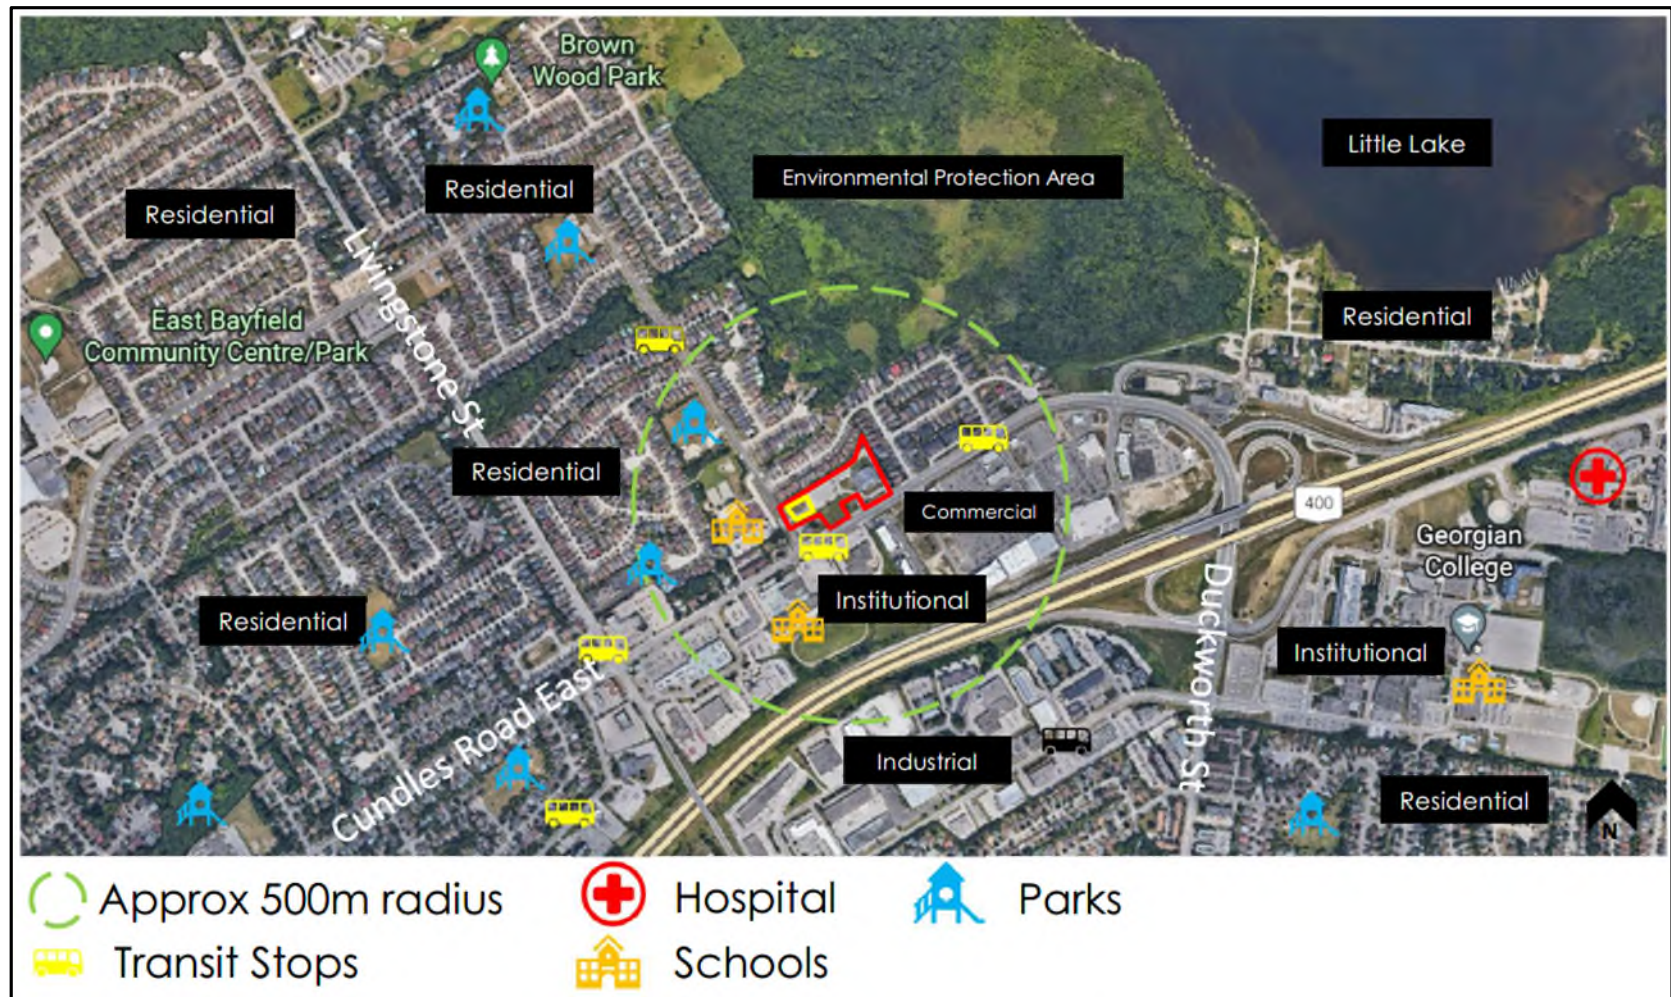 Brown
Wood Park
Little Lake
Environmental Protection Area
Residential
Residential
Livingstone St
East Bayfield
Community Centre/Park
Residential
Residential
Commercial
400
Georgian
College
Institutional
Residential
Institutional
Duckworth St
Cundles Road East
Industrial
Residential
N
Approx 500m radius
Hospital
Parks
Transit Stops
Schools